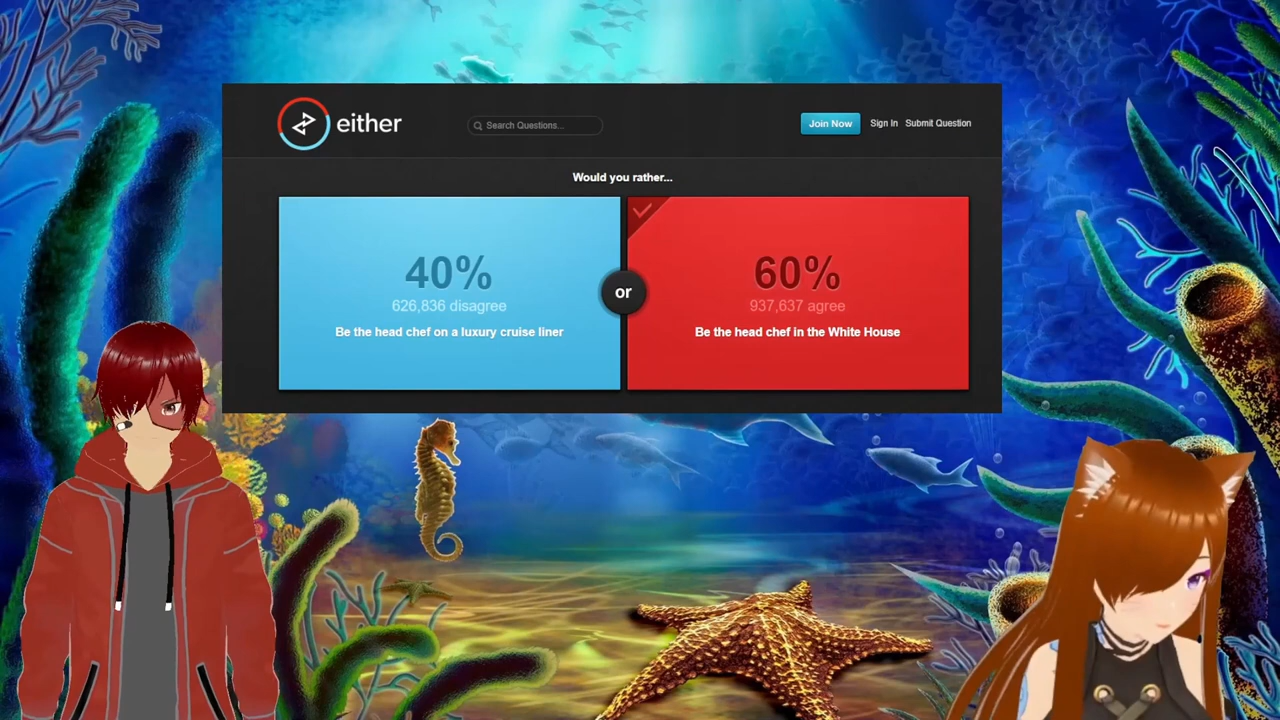 either
Search Questions...
Join Now
Sign In
Submit Question
Would you rather...
40%
626,836 disagree
Be the head chef on a luxury cruise liner
or
60%
937,637 agree
Be the head chef in the White House